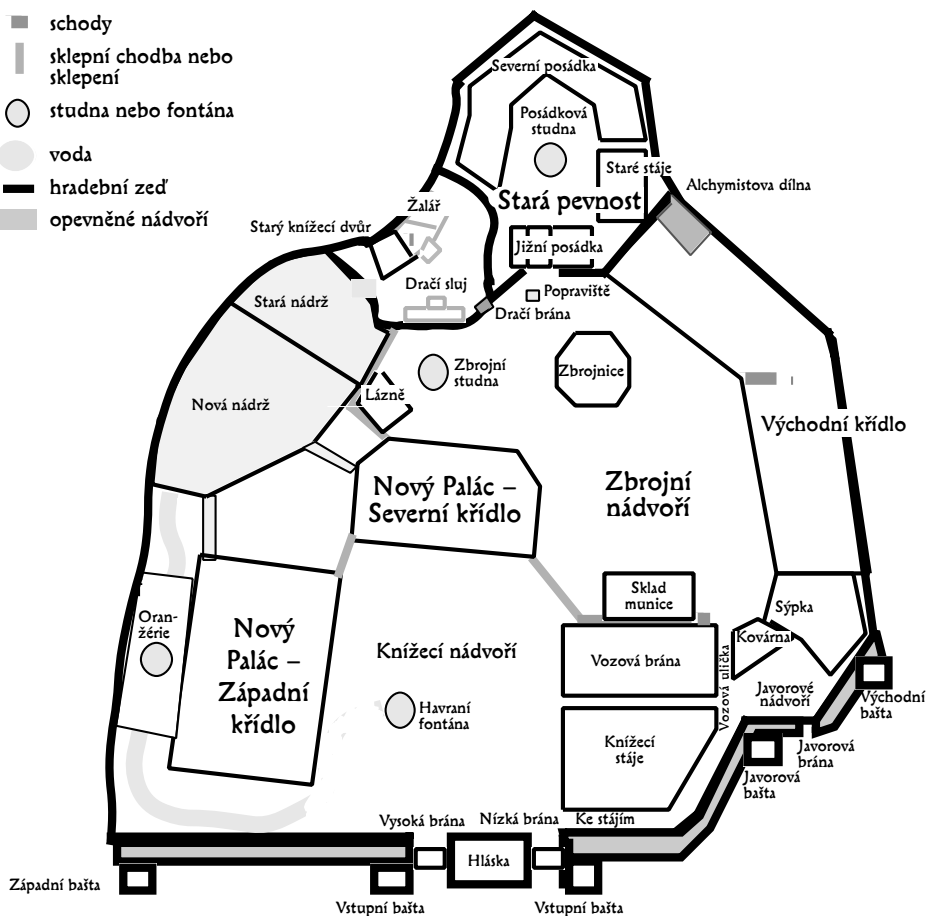 schody
sklepní chodba nebo
sklepení
studna nebo fontána
voda
hradební zeď
opevněné nádvoří
Severní posádka
Posádková
studna
Staré stáje
Stará pevnost
Alchymistova dílna
Žalář
Starý knížecí dvůr
Jižní posádka
Dračí sluj
Popraviště
Dračí brána
Stará nádrž
Zbrojní
studna
Zbrojnice
Lázně
Nová nádrž
Východní křídlo
Nový Palác –
Severní křídlo
Zbrojní
nádvoří
Sklad
munice
Sýpka
Oran-
žérie
Kovárna
Nový
Palác –
Západní
křídlo
Knížecí nádvoří
Vozová brána
Vozová ulička
Javorové
nádvoří
Východní
bašta
Havraní
fontána
Knížecí
stáje
Javorová
brána
Javorová
bašta
Vysoká brána
Nízká brána
Ke stájím
Hláska
Západní bašta
Vstupní bašta
Vstupní bašta